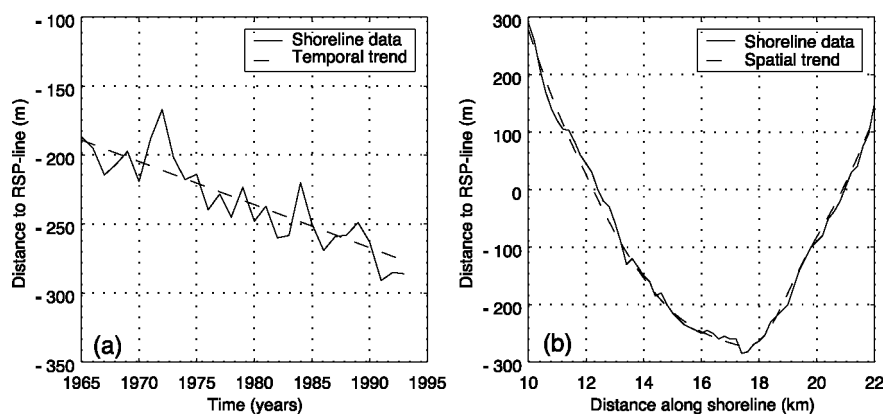 - 100
- 150
- 200
- 250
- 300
- 350
Distance to RSP-line (m)
Shoreline data
Temporal trend
(a)
1965 1970 1975 1980 1985 1990 1995
Time (years)
300
200
100
0
- 100
- 200
- 300
Distance to RSP-line (m)
Shoreline data
Spatial trend
(b)
10 12 14 16 18 20 22
Distance along shoreline (km)